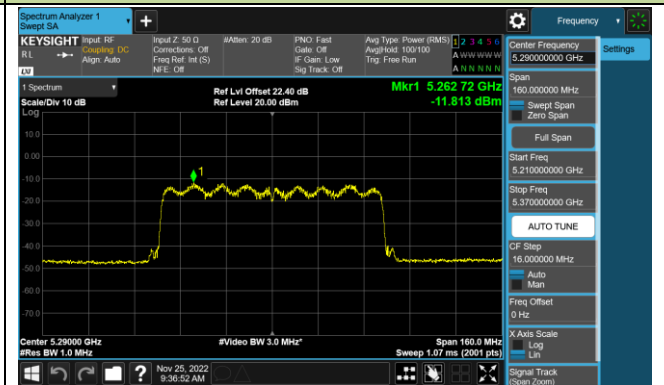 Spectrum Analyzer 1
Swept SA
Frequency
KEYSIGHT
RL
Input: RF
Coupling: DC
Align: Auto
Input Z: 50 Ω
Corrections: Off
Freq Ref: Int (S)
NFE: Off
#Atten: 20 dB
PNO: Fast
Gate: Off
IF Gain: Low
Sig Track: Off
Avg Type: Power (RMS)
Avg|Hold: 100/100
Trig: Free Run
1 2 3 4 5 6
A W W W W W
A N N N N N
LXI
1 Spectrum
Scale/Div 10 dB
Log
Ref Lvl Offset 22.40 dB
Ref Level 20.00 dBm
Mkr1 5.262 72 GHz
-11.813 dBm
10.0
0.00
-10.0
-20.0
-30.0
-40.0
-50.0
-60.0
-70.0
1
Center 5.29000 GHz
#Res BW 1.0 MHz
#Video BW 3.0 MHz*
Span 160.0 MHz
Sweep 1.07 ms (2001 pts)
Center Frequency
5.290000000 GHz
Settings
Span
160.000000 MHz
Swept Span
Zero Span
Full Span
Start Freq
5.210000000 GHz
Stop Freq
5.370000000 GHz
AUTO TUNE
CF Step
16.000000 MHz
Auto
Man
Freq Offset
0 Hz
X Axis Scale
Log
Lin
Signal Track
(Span Zoom)
?
Nov 25, 2022
9:36:52 AM